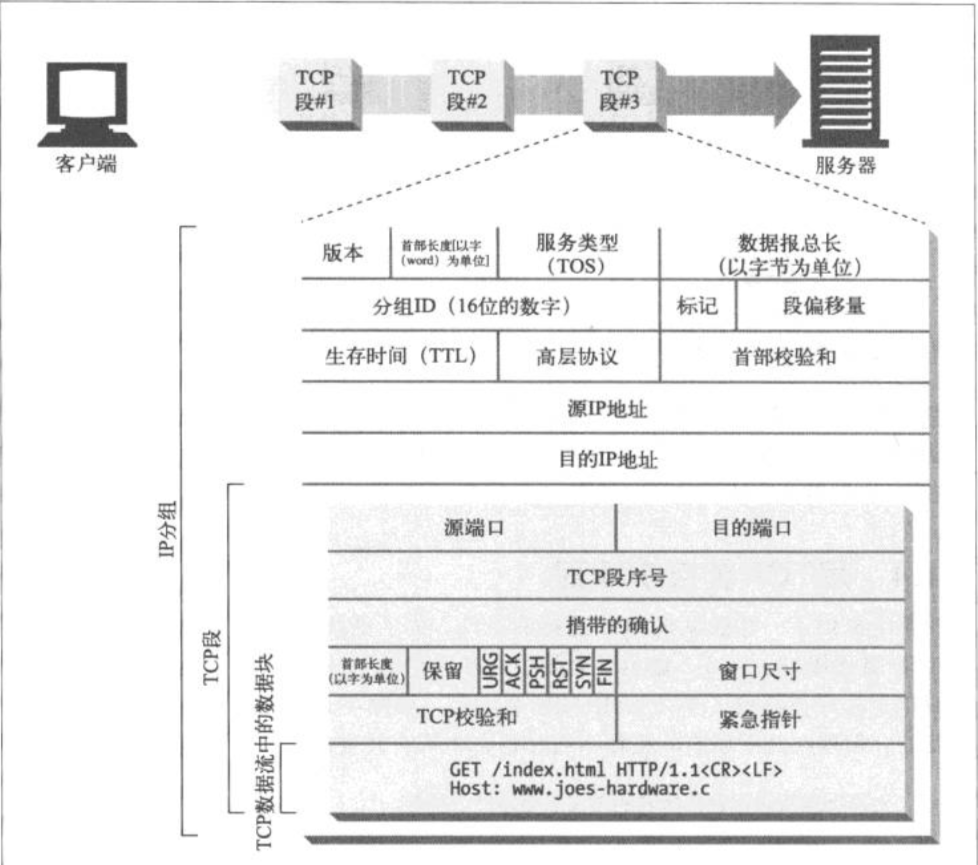 TCP
段#1
TCP
段#2
TCP
段#3
客户端
服务器
版本
首部长度[以字
(word) 为单位]
服务类型
(TOS)
数据报总长
(以字节为单位)
分组ID (16位的数字)
标记
段偏移量
生存时间 (TTL)
高层协议
首部校验和
源IP地址
目的IP地址
IP分组
源端口
目的端口
TCP段序号
捎带的确认
TCP段
首部长度
(以字为单位)
保留
URG
ACK
PSH
RST
SYN
FIN
窗口尺寸
TCP校验和
紧急指针
TCP数据流中的数据块
GET /index.html HTTP/1.1<CR><LF>
Host: www.joes-hardware.c